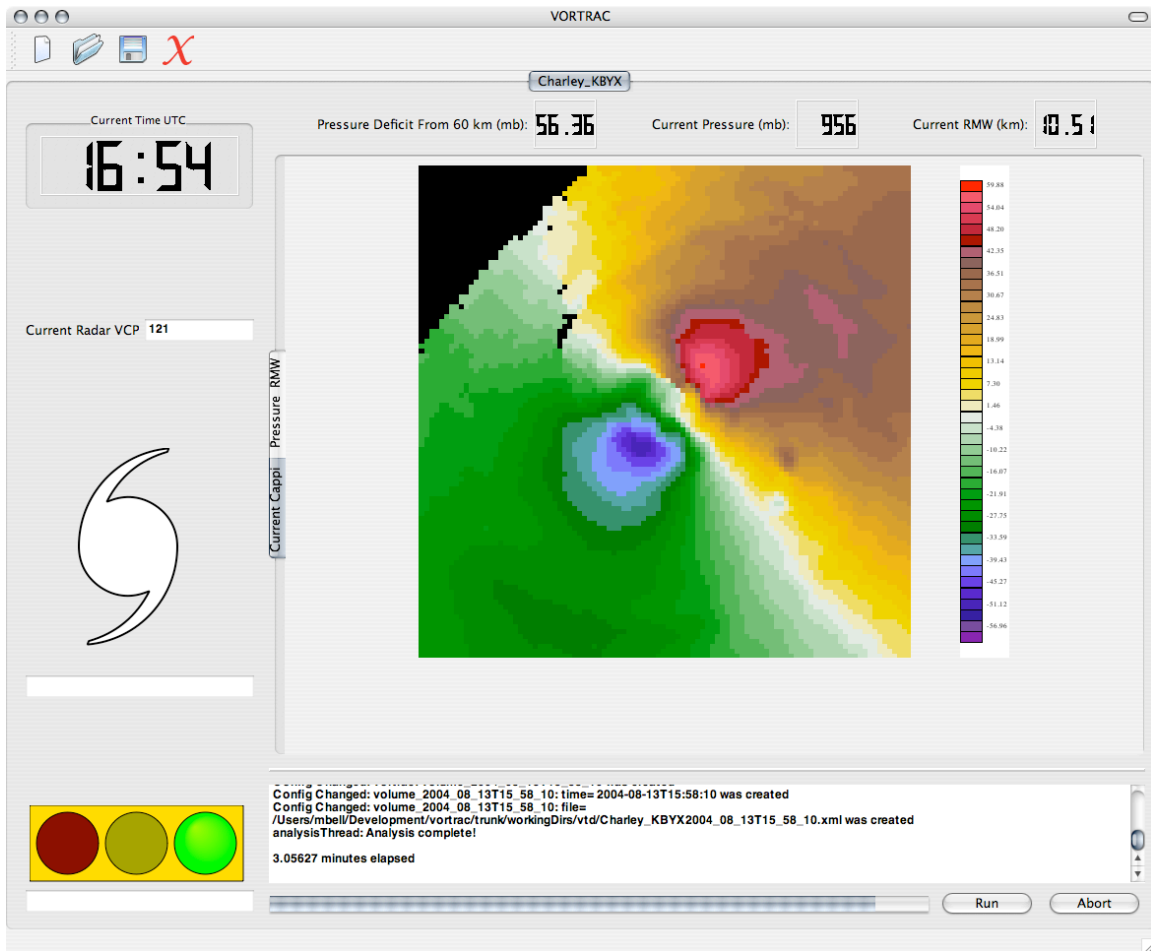 VORTRAC
X
Charley_KBYX
Current Time UTC
16:54
Pressure Deficit From 60 km (mb): 56.36
Current Pressure (mb): 956
Current RMW (km): 10.51
Current Radar VCP 121
Pressure RMW
Current Cappi
59.88
54.04
48.20
42.35
36.51
30.67
24.83
18.99
13.14
7.30
1.46
-4.38
-10.22
-16.07
-21.91
-27.75
-33.59
-39.43
-45.27
-51.12
-56.96
Config Changed: volume_2004_08_13T15_58_10: time= 2004-08-13T15:58:10 was created
Config Changed: volume_2004_08_13T15_58_10: file=
/Users/mbell/Development/vortrac/trunk/workingDirs/vtd/Charley_KBYX2004_08_13T15_58_10.xml was created
analysisThread: Analysis complete!
3.05627 minutes elapsed
Run
Abort